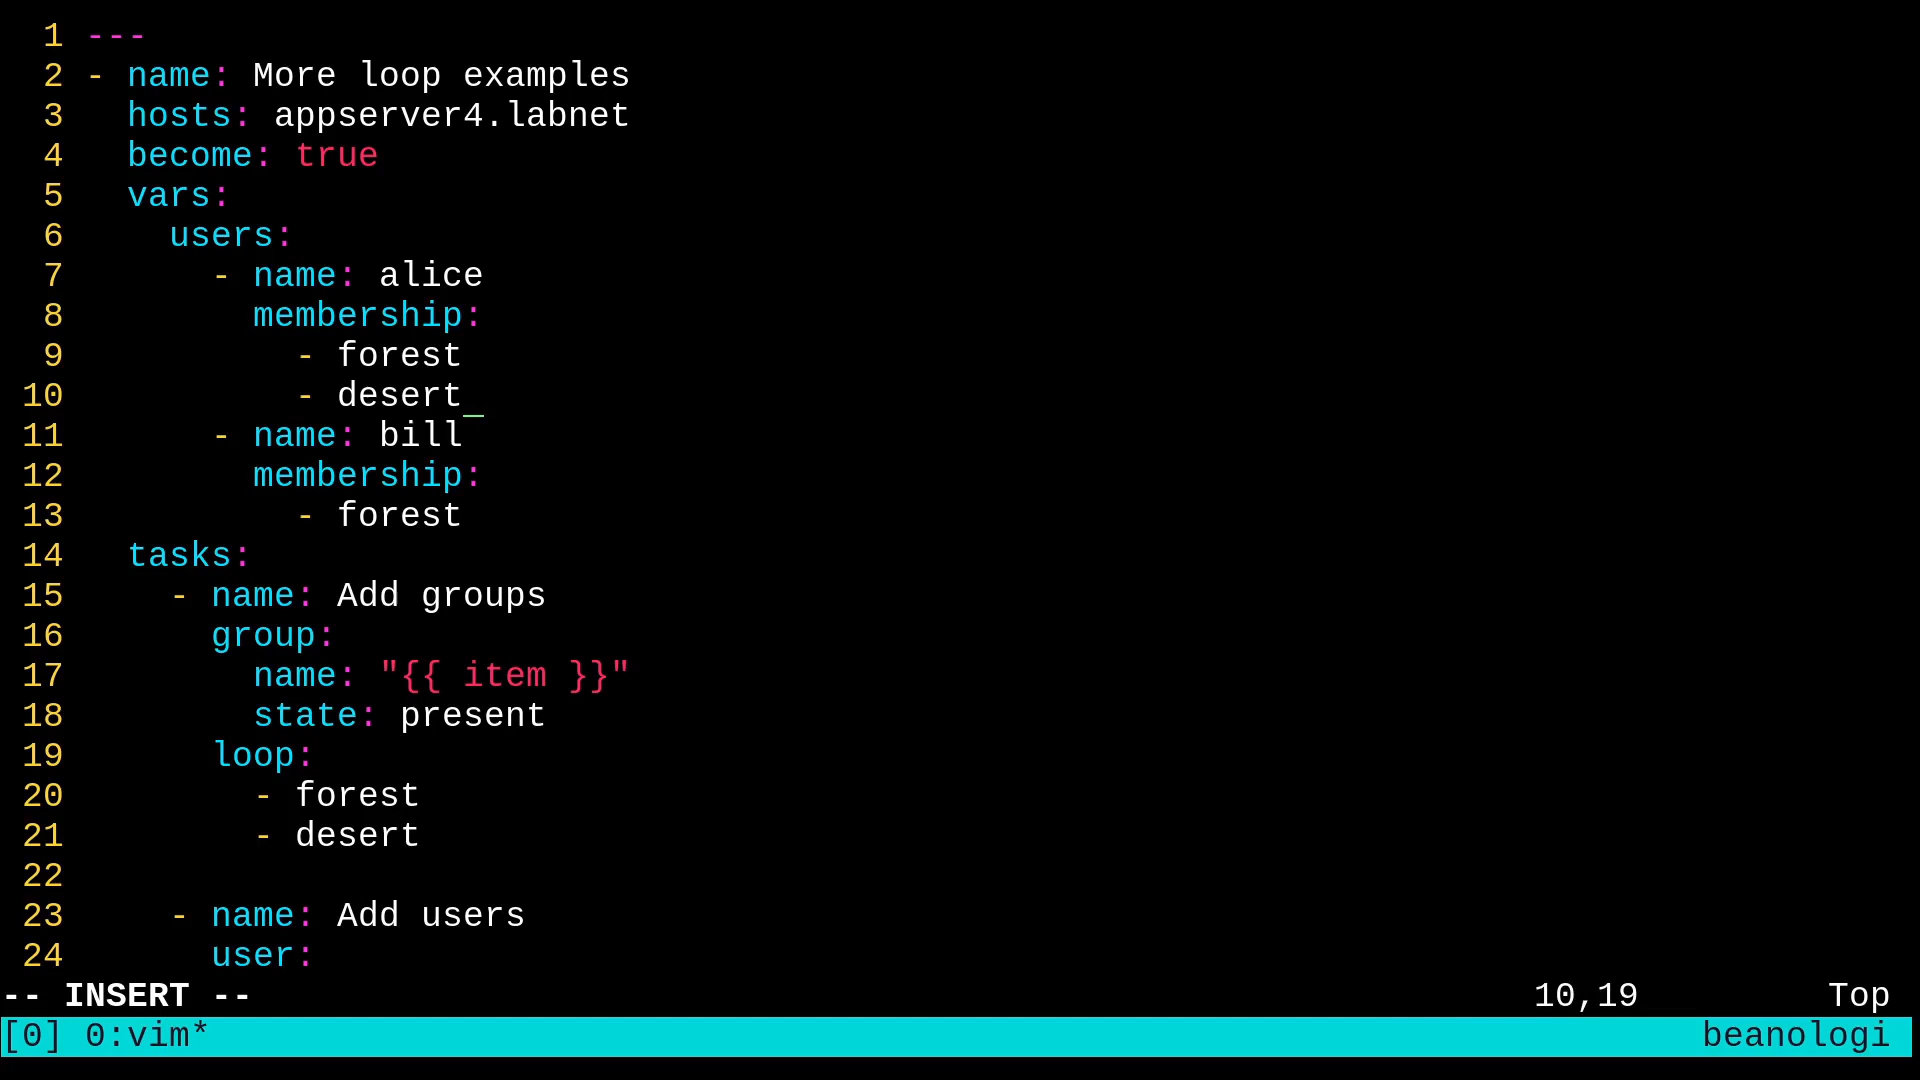 1 ---
2 - name: More loop examples
3   hosts: appserver4.labnet
4   become: true
5   vars:
6     users:
7       - name: alice
8         membership:
9           - forest
10           - desert
11       - name: bill
12         membership:
13           - forest
14   tasks:
15     - name: Add groups
16       group:
17         name: "{{ item }}"
18         state: present
19       loop:
20         - forest
21         - desert
22
23     - name: Add users
24       user:
-- INSERT -- 10,19 Top
[0] 0:vim* beanologi